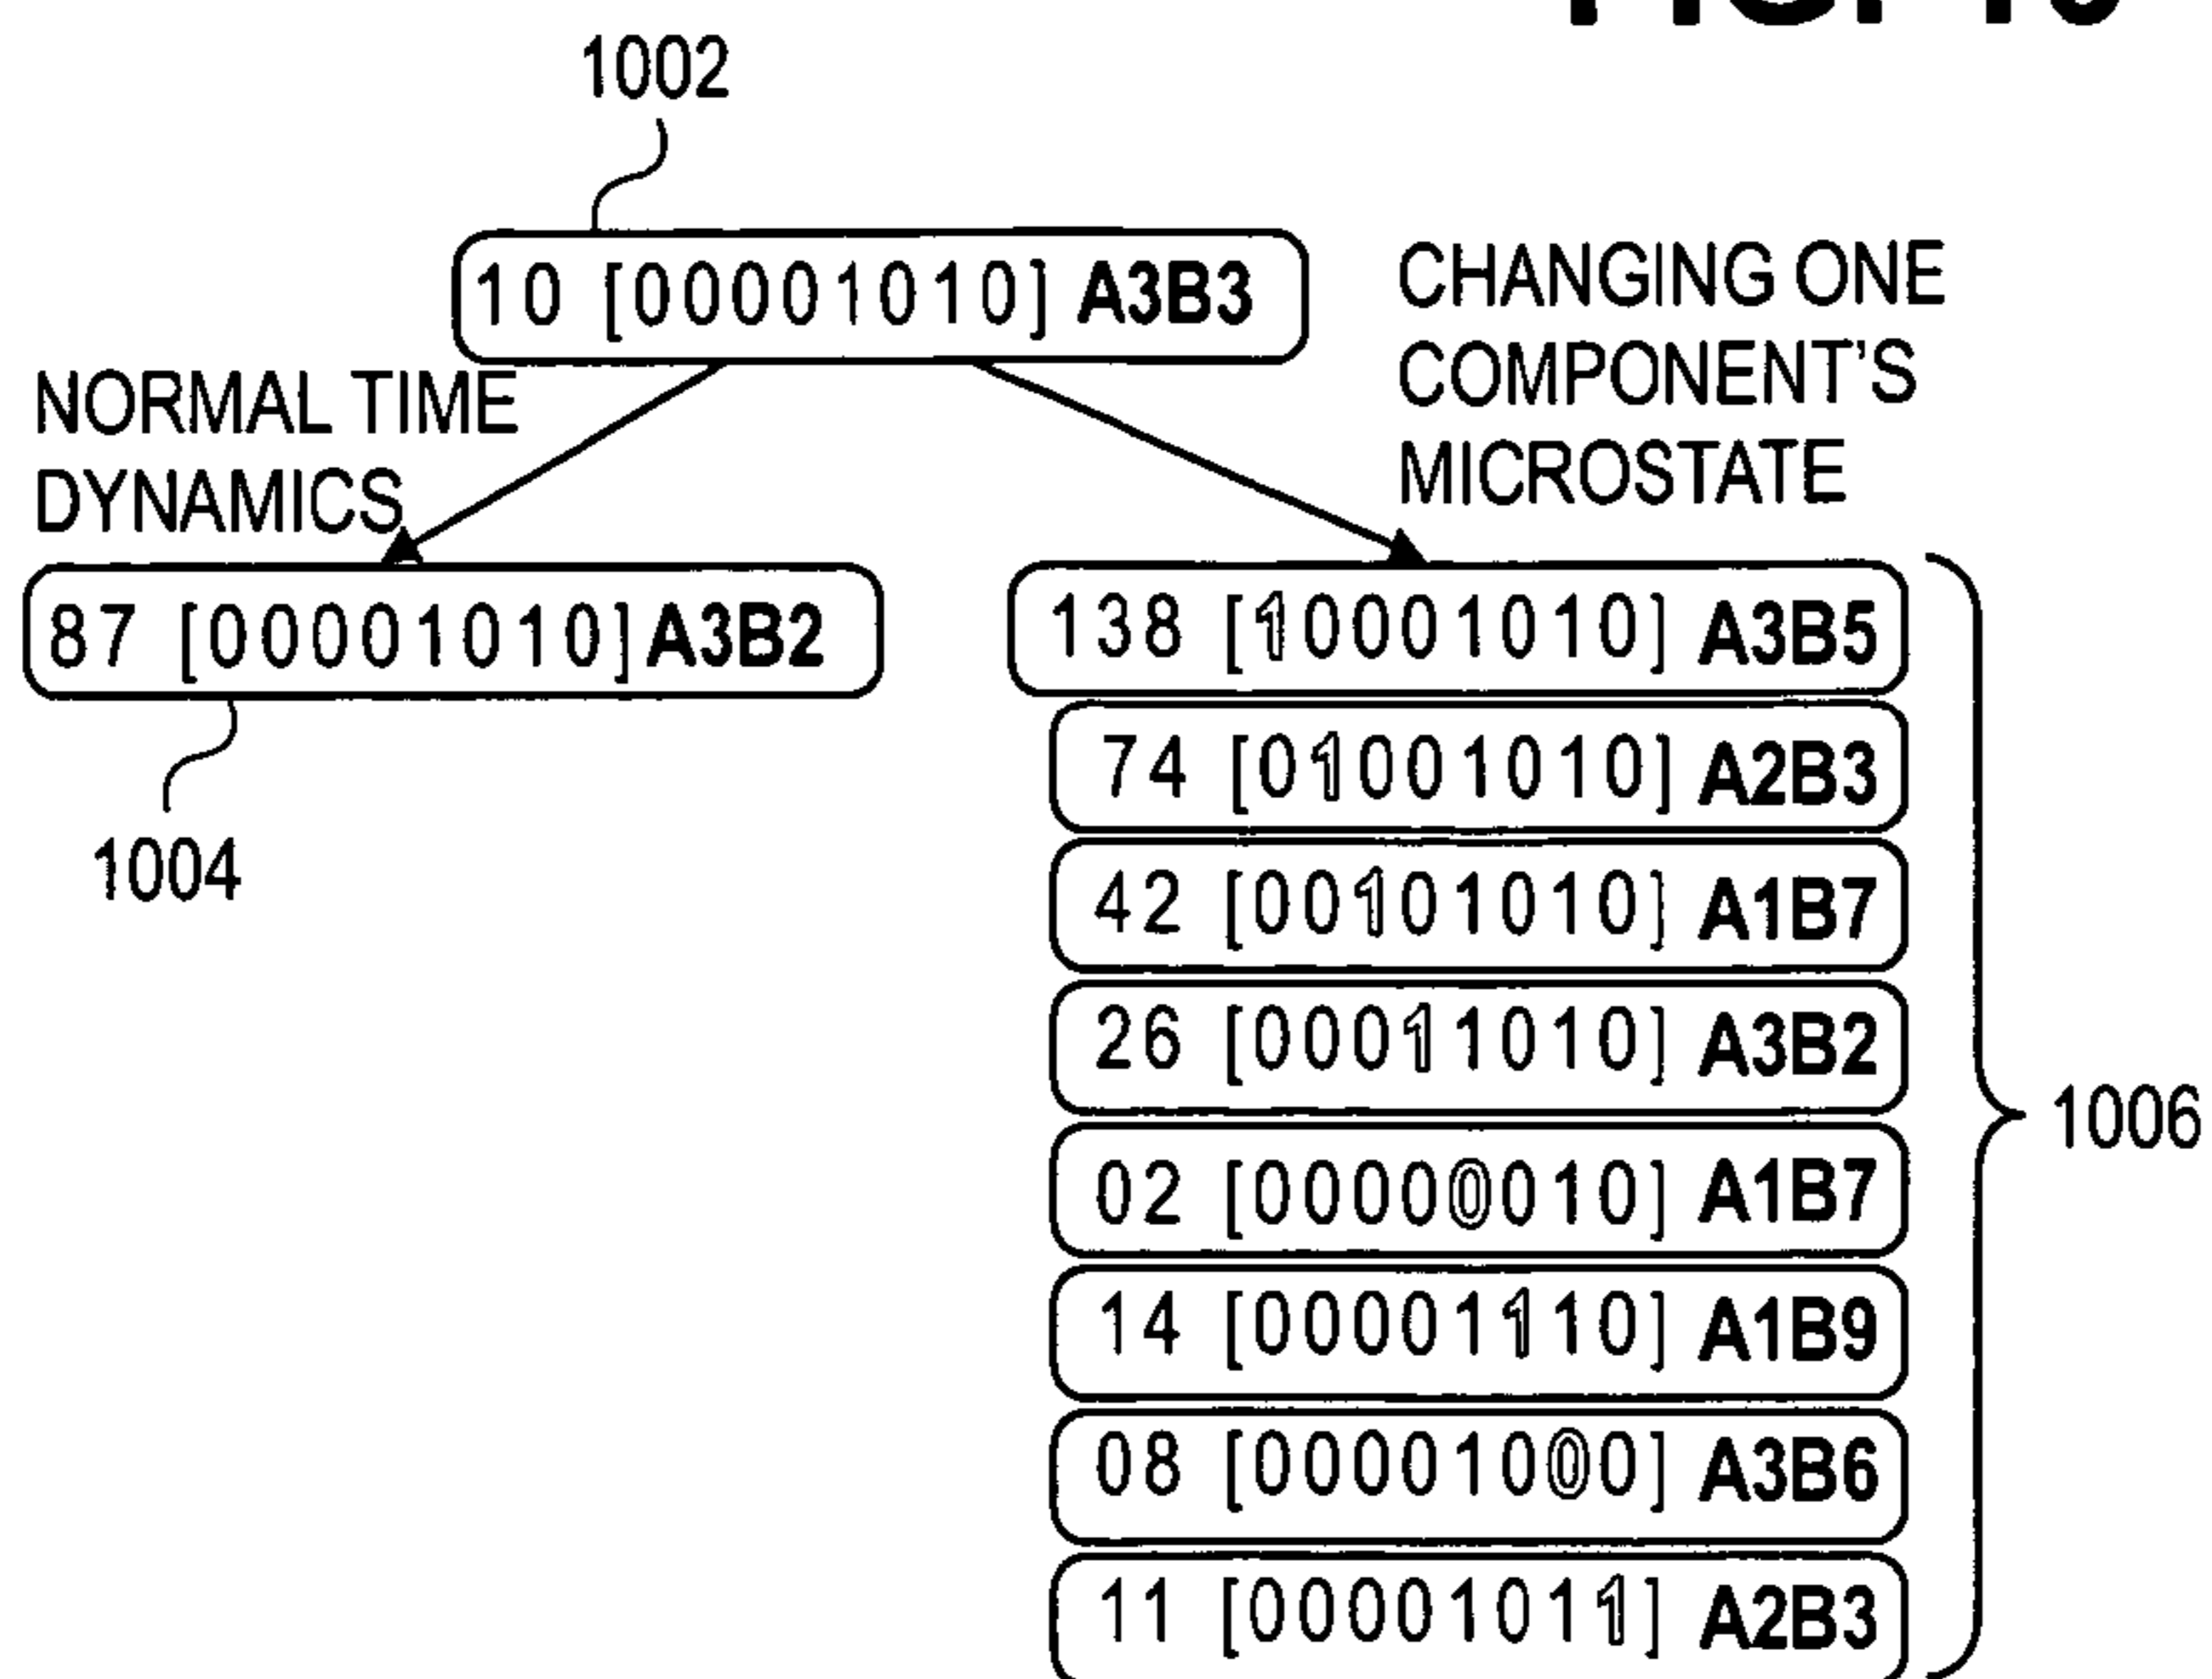 1002
10 [00001010] A3B3
CHANGING ONE
COMPONENT'S
MICROSTATE
NORMAL TIME
DYNAMICS
87 [00001010] A3B2
1004
138 [10001010] A3B5
74 [01001010] A2B3
42 [00101010] A1B7
26 [00011010] A3B2
02 [00000010] A1B7
14 [00001110] A1B9
08 [00001000] A3B6
11 [00001011] A2B3
1006